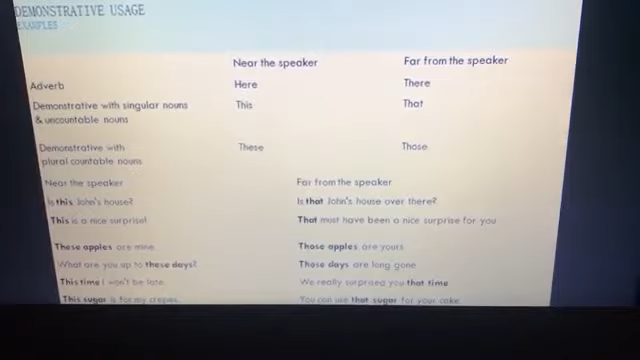 DEMONSTRATIVE USAGE
EXAMPLES
Near the speaker Far from the speaker
Adverb Here There
Demonstrative with singular nouns This That
& uncountable nouns
Demonstrative with These Those
plural countable nouns
Near the speaker Far from the speaker
Is this John's house? Is that John's house over there?
This is a nice surprise! That must have been a nice surprise for you
These apples are mine. Those apples are yours
What are you up to these days? Those days are long gone
This time I won't be late. We really surprised you that time
This sugar is for my crepes. You can use that sugar for your cake.